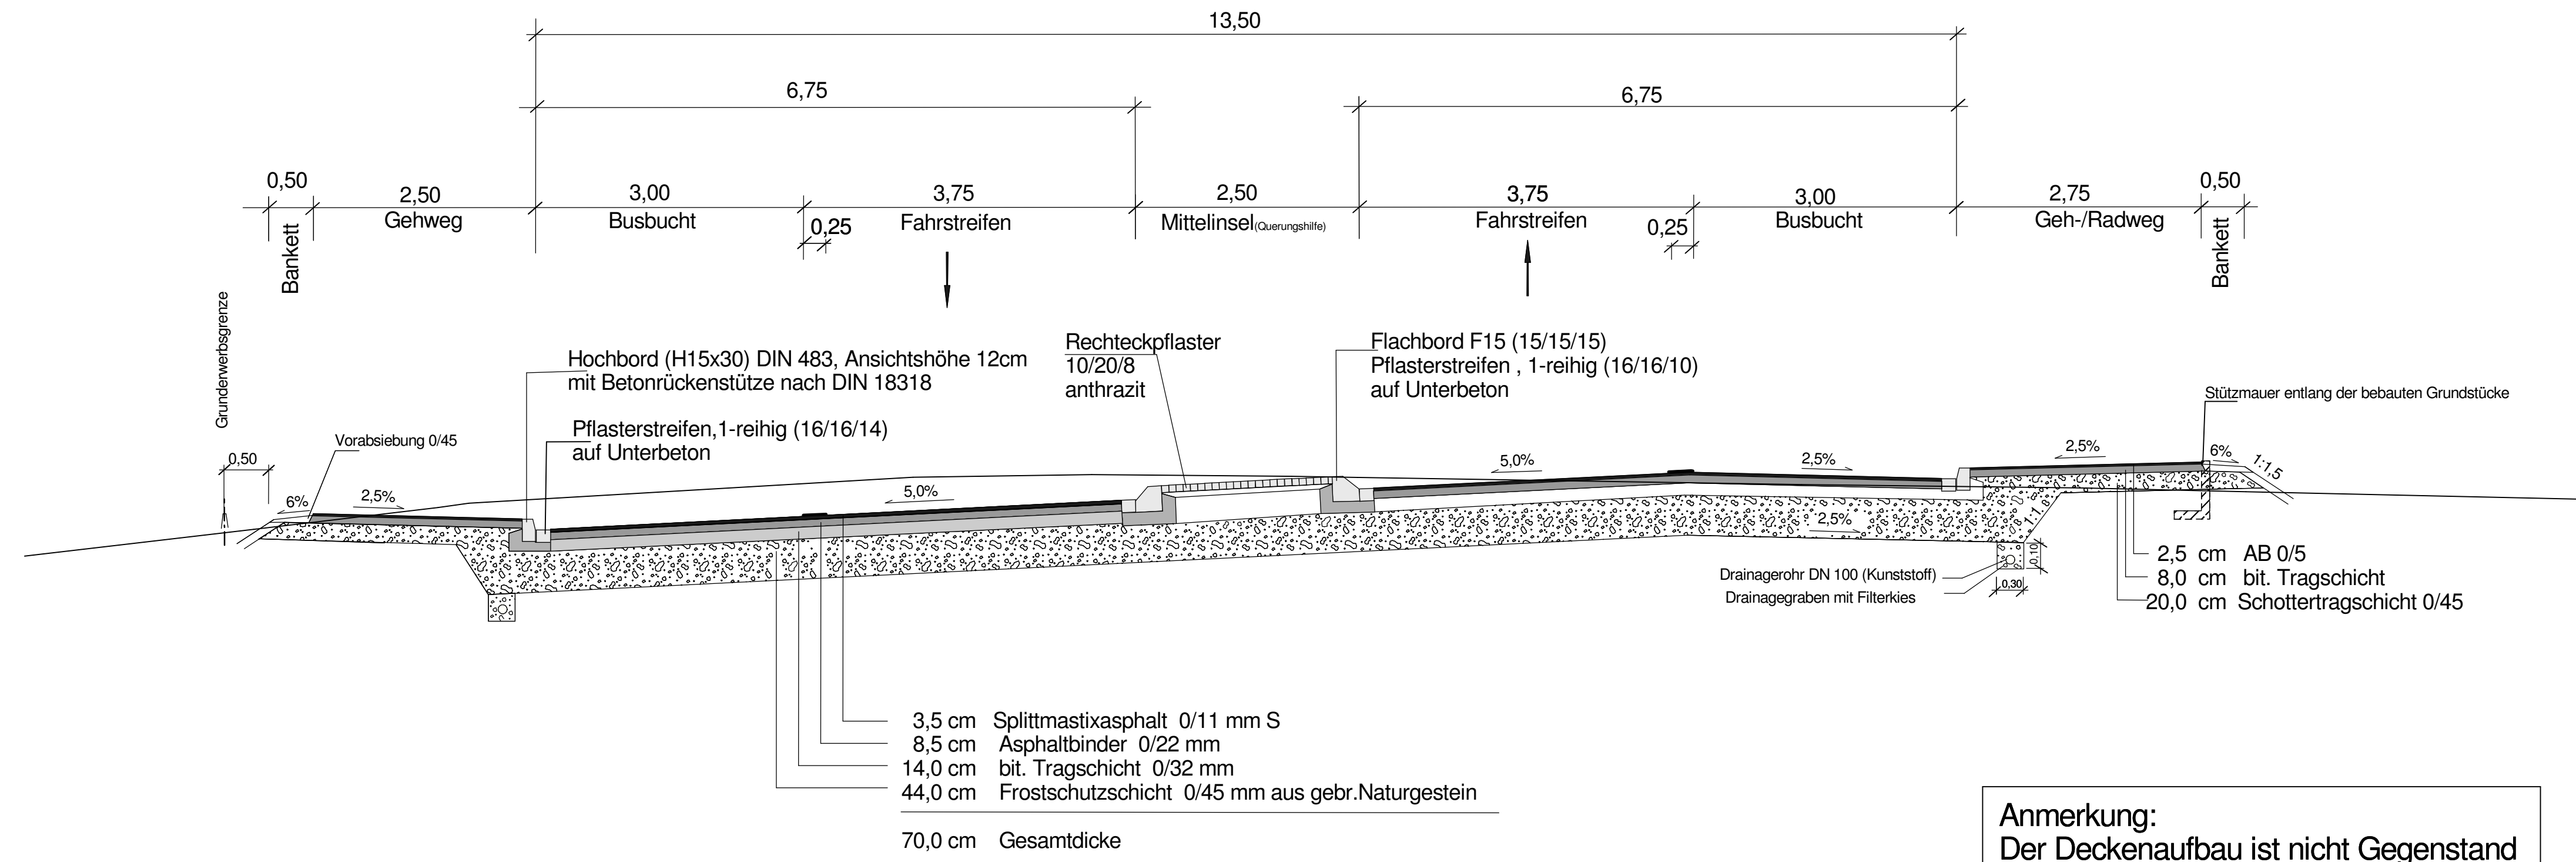 13,50
6,75
6,75
0,50
2,50
3,00
3,75
2,50
3,75
3,00
2,75
0,50
Bankett
Gehweg
Busbucht
0,25
Fahrstreifen
Mittelinsel(Querungshilfe)
Fahrstreifen
0,25
Busbucht
Geh-/Radweg
Bankett
Grunderwerbsgrenze
0,50
Vorabsiebung 0/45
Hochbord (H15x30) DIN 483, Ansichtshöhe 12cm
mit Betonrückenstütze nach DIN 18318
Pflasterstreifen,1-reihig (16/16/14)
auf Unterbeton
Rechteckpflaster
10/20/8
anthrazit
Flachbord F15 (15/15/15)
Pflasterstreifen , 1-reihig (16/16/10)
auf Unterbeton
Stützmauer entlang der bebauten Grundstücke
6%
2,5%
5,0%
5,0%
2,5%
2,5%
6%
1:1,5
2,5%
1:1
0,10
0,30
Drainagerohr DN 100 (Kunststoff)
Drainagegraben mit Filterkies
2,5 cm AB 0/5
8,0 cm bit. Tragschicht
20,0 cm Schottertragschicht 0/45
3,5 cm Splittmastixasphalt 0/11 mm S
8,5 cm Asphaltbinder 0/22 mm
14,0 cm bit. Tragschicht 0/32 mm
44,0 cm Frostschutzschicht 0/45 mm aus gebr.Naturgestein
70,0 cm Gesamtdicke
Anmerkung:
Der Deckenaufbau ist nicht Gegenstand